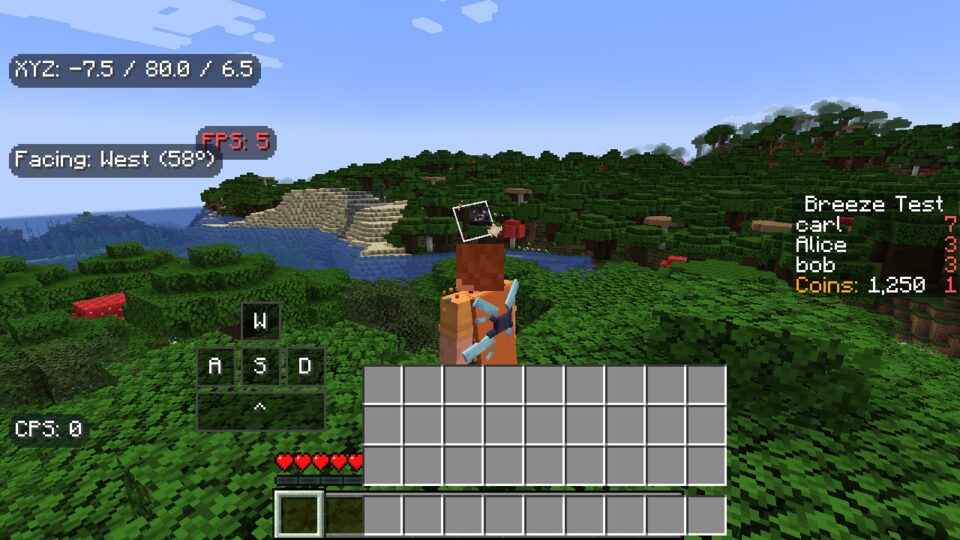 XYZ: -7.5 / 80.0 / 6.5
FPS: 5
Facing: West (58°)
Breeze Test
carl 7
Alice 3
bob 3
Coins: 1,250 1
W
A S D
^
CPS: 0